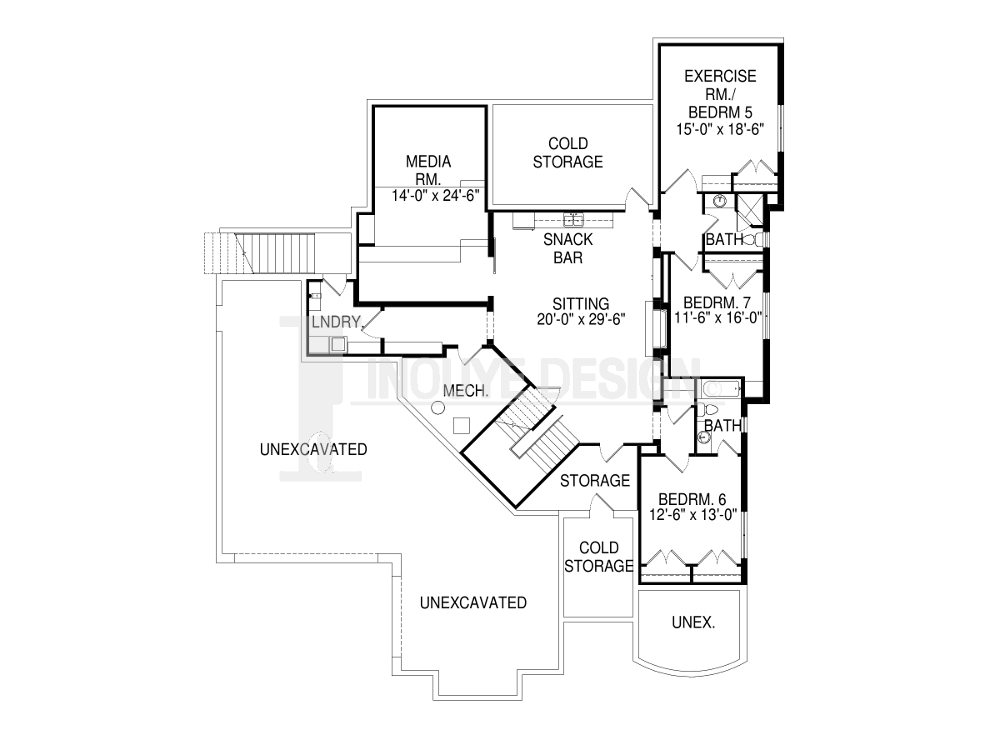 EXERCISE
RM./
BEDRM 5
15'-0" x 18'-6"
COLD
STORAGE
MEDIA
RM.
14'-0" x 24'-6"
BATH
SNACK
BAR
SITTING
20'-0" x 29'-6"
BEDRM. 7
11'-6" x 16'-0"
LNDRY.
INOUYE DESIGN
MECH.
BATH
UNEXCAVATED
STORAGE
BEDRM. 6
12'-6" x 13'-0"
COLD
STORAGE
UNEXCAVATED
UNEX.